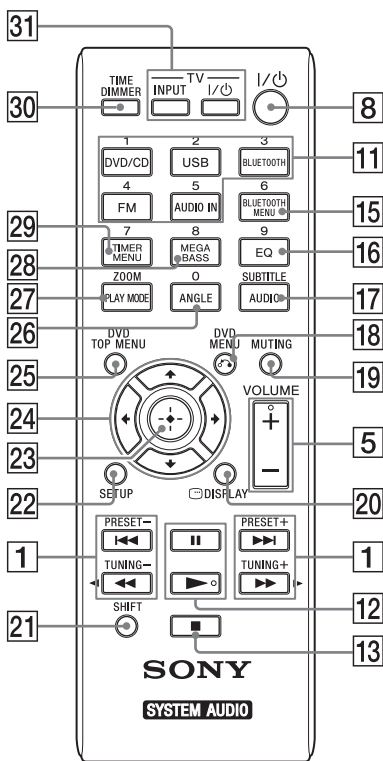 31
TIME
DIMMER
TV
INPUT I/⏻
I/⏻
30
8
1 2 3
DVD/CD USB BLUETOOTH
11
4 5 6
FM AUDIO IN BLUETOOTH
MENU
15
29
7 8 9
TIMER
MENU
MEGA
BASS
EQ
16
28
ZOOM 0 SUBTITLE
27
PLAY MODE ANGLE AUDIO
17
26
DVD
TOP MENU
DVD
MENU
MUTING
18
25
19
VOLUME
24
+
5
23
−
22
SETUP
DISPLAY
20
PRESET− PRESET+
1
TUNING− TUNING+
1
12
21
SHIFT
13
SONY
SYSTEM AUDIO